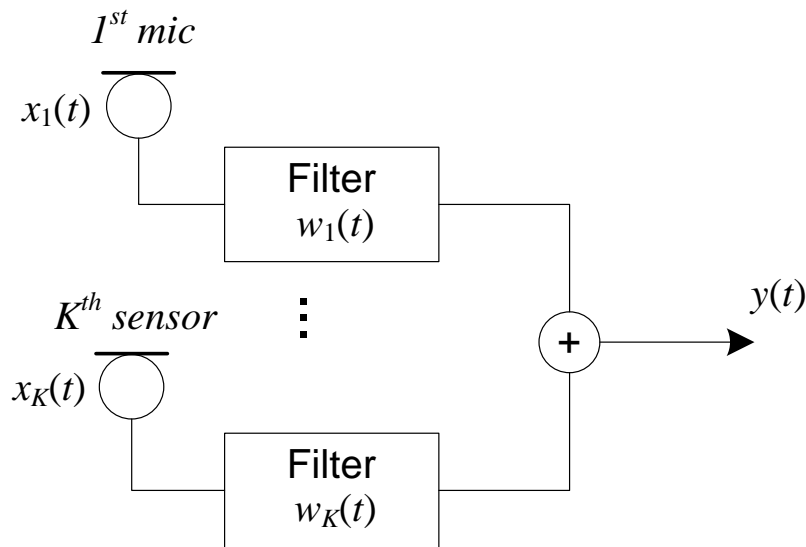 1st mic
x1(t)
Filter
w1(t)
⋮
Kth sensor
y(t)
+
xK(t)
Filter
wK(t)